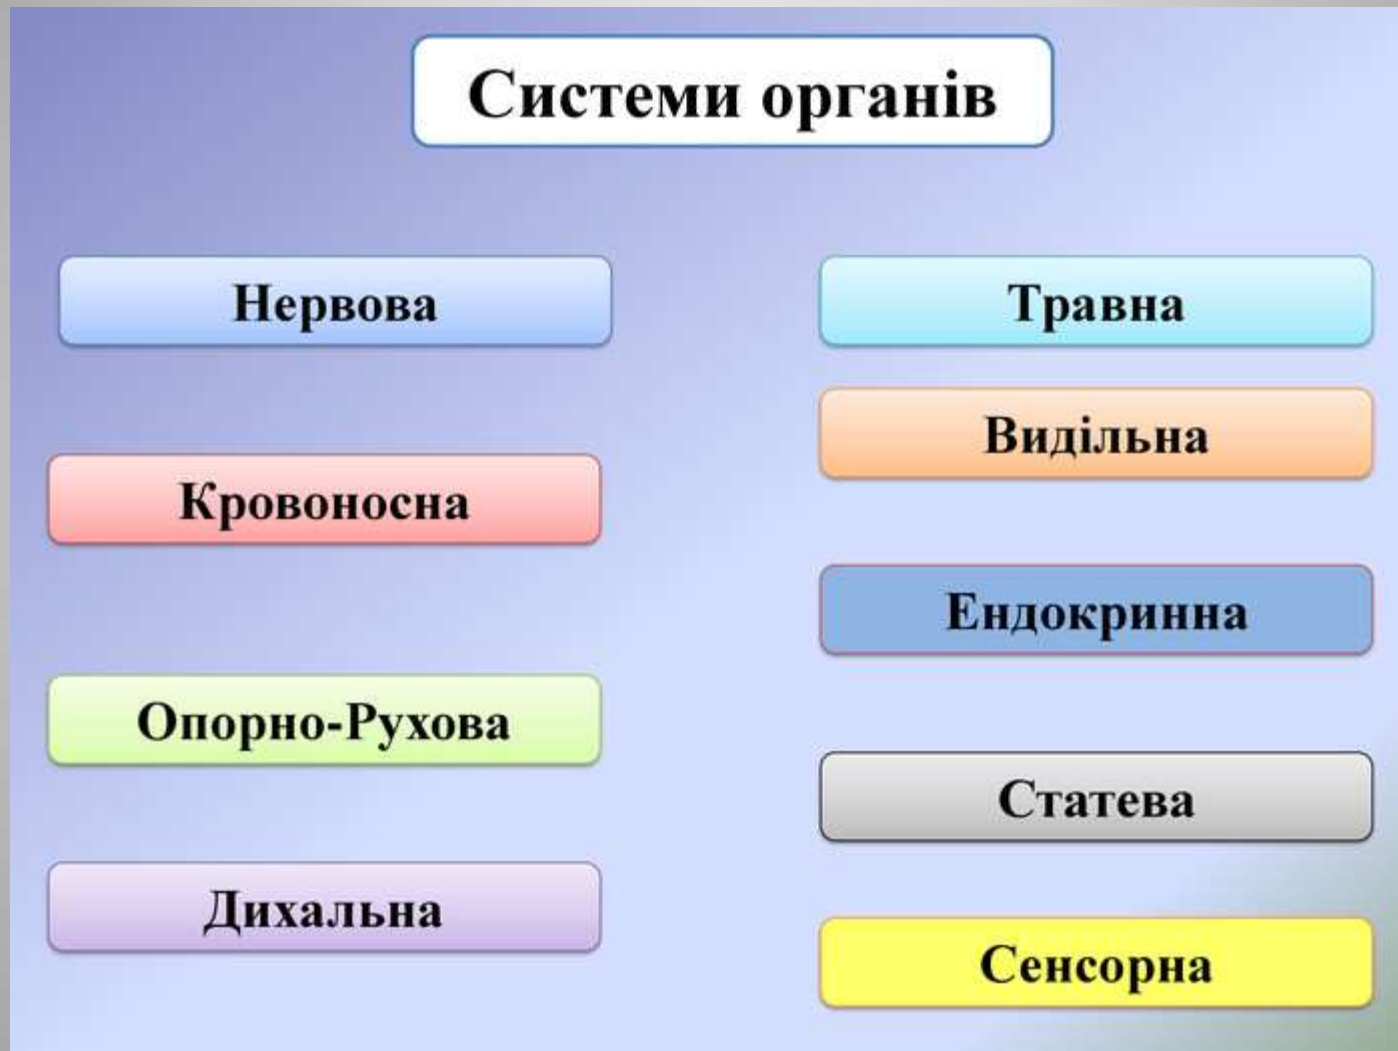 Системи органів
Нервова
Кровоносна
Опорно-Рухова
Дихальна
Травна
Видільна
Ендокринна
Статева
Сенсорна